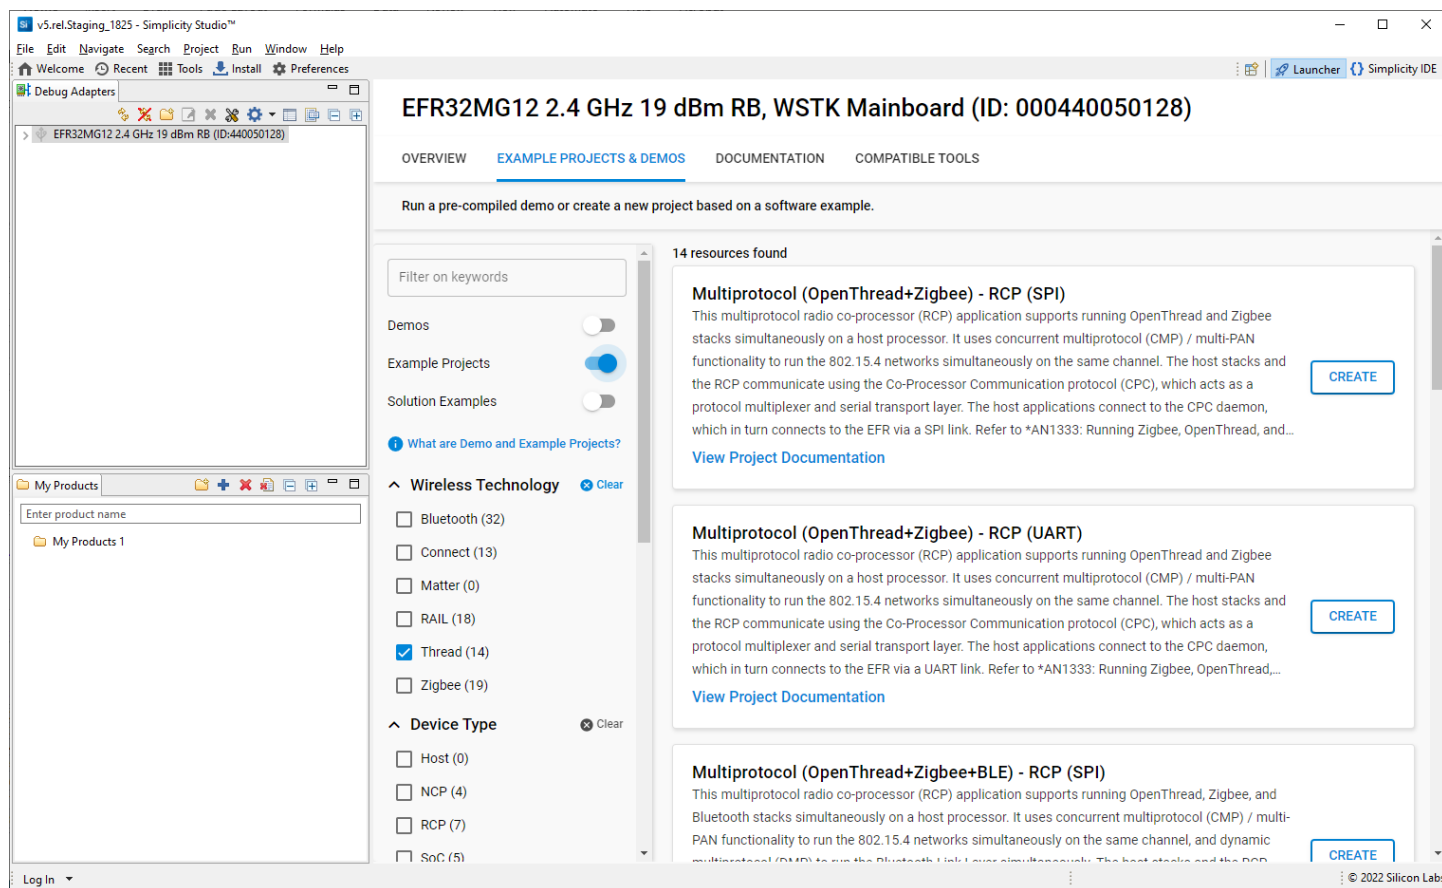 v5.rel.Staging_1825 - Simplicity Studio™
File Edit Navigate Search Project Run Window Help
Welcome Recent Tools Install Preferences
Launcher Simplicity IDE
Debug Adapters
EFR32MG12 2.4 GHz 19 dBm RB (ID:440050128)
My Products
Enter product name
My Products 1
EFR32MG12 2.4 GHz 19 dBm RB, WSTK Mainboard (ID: 000440050128)
OVERVIEW EXAMPLE PROJECTS & DEMOS DOCUMENTATION COMPATIBLE TOOLS
Run a pre-compiled demo or create a new project based on a software example.
Filter on keywords
Demos
Example Projects
Solution Examples
What are Demo and Example Projects?
Wireless Technology Clear
Bluetooth (32)
Connect (13)
Matter (0)
RAIL (18)
Thread (14)
Zigbee (19)
Device Type Clear
Host (0)
NCP (4)
RCP (7)
SoC (5)
14 resources found
Multiprotocol (OpenThread+Zigbee) - RCP (SPI)
This multiprotocol radio co-processor (RCP) application supports running OpenThread and Zigbee
stacks simultaneously on a host processor. It uses concurrent multiprotocol (CMP) / multi-PAN
functionality to run the 802.15.4 networks simultaneously on the same channel. The host stacks and
the RCP communicate using the Co-Processor Communication protocol (CPC), which acts as a
protocol multiplexer and serial transport layer. The host applications connect to the CPC daemon,
which in turn connects to the EFR via a SPI link. Refer to *AN1333: Running Zigbee, OpenThread, and...
View Project Documentation
CREATE
Multiprotocol (OpenThread+Zigbee) - RCP (UART)
This multiprotocol radio co-processor (RCP) application supports running OpenThread and Zigbee
stacks simultaneously on a host processor. It uses concurrent multiprotocol (CMP) / multi-PAN
functionality to run the 802.15.4 networks simultaneously on the same channel. The host stacks and
the RCP communicate using the Co-Processor Communication protocol (CPC), which acts as a
protocol multiplexer and serial transport layer. The host applications connect to the CPC daemon,
which in turn connects to the EFR via a UART link. Refer to *AN1333: Running Zigbee, OpenThread,...
View Project Documentation
CREATE
Multiprotocol (OpenThread+Zigbee+BLE) - RCP (SPI)
This multiprotocol radio co-processor (RCP) application supports running OpenThread, Zigbee, and
Bluetooth stacks simultaneously on a host processor. It uses concurrent multiprotocol (CMP) / multi-
PAN functionality to run the 802.15.4 networks simultaneously on the same channel, and dynamic
multiprotocol (DMP) to run the Bluetooth Link Layer simultaneously. The host stacks and the RCP
CREATE
Log In
© 2022 Silicon Labs